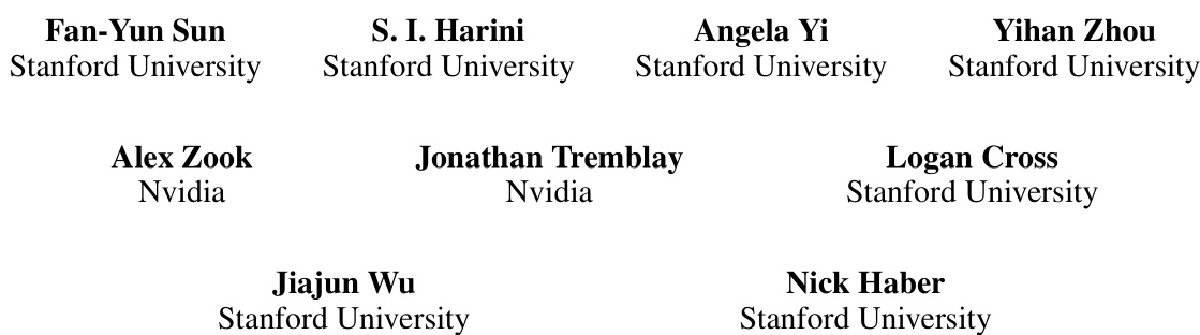 Fan-Yun Sun S. I. Harini Angela Yi Yihan Zhou
Stanford University Stanford University Stanford University Stanford University
Alex Zook Jonathan Tremblay Logan Cross
Nvidia Nvidia Stanford University
Jiajun Wu Nick Haber
Stanford University Stanford University